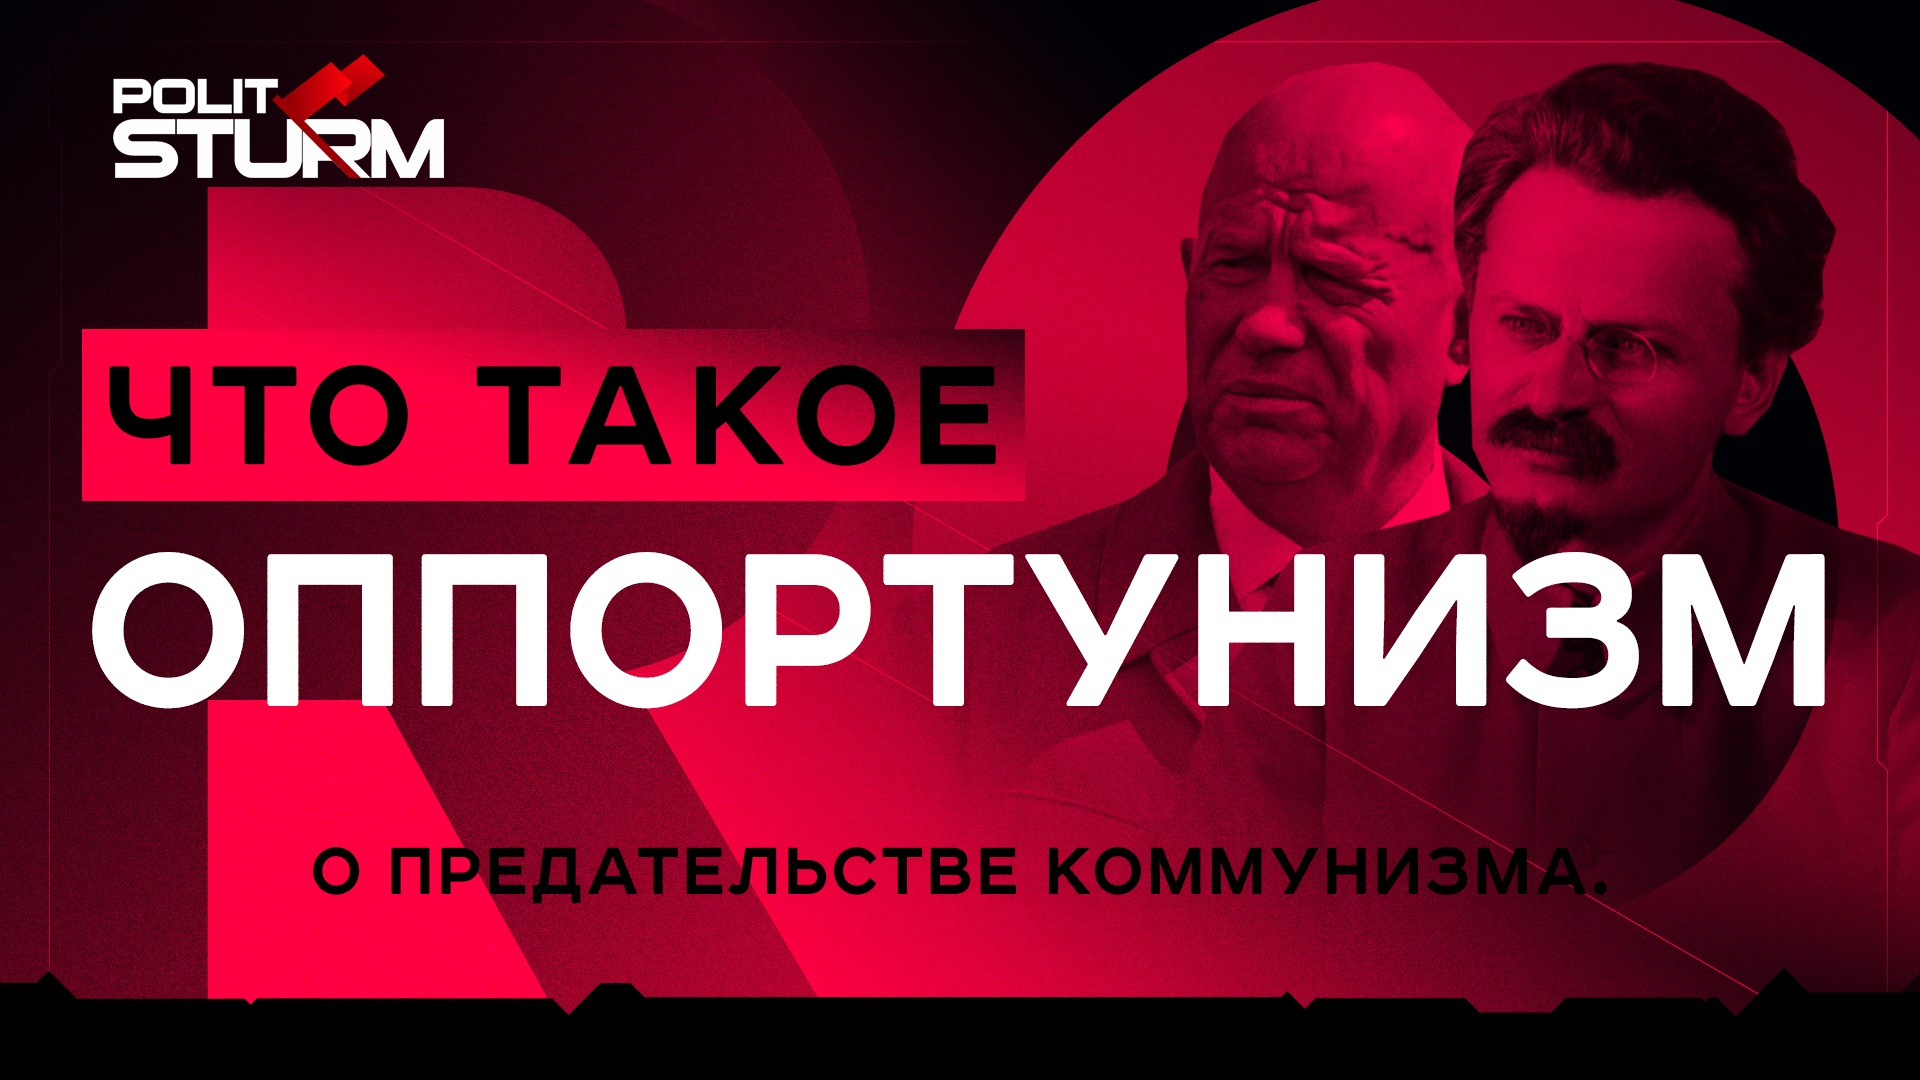 POLIT
STURM
ЧТО ТАКОЕ
ОППОРТУНИЗМ
О ПРЕДАТЕЛЬСТВЕ КОММУНИЗМА.